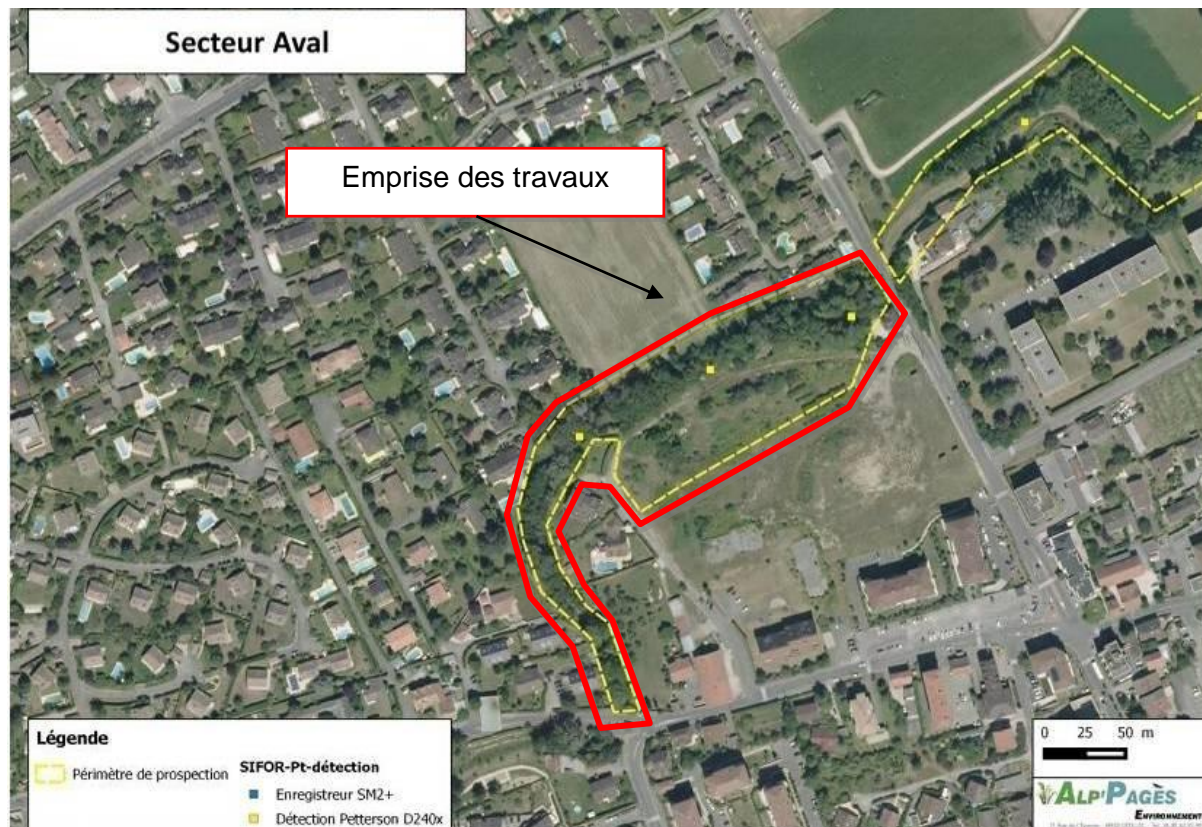 Secteur Aval
Emprise des travaux
Légende
Périmètre de prospection
SIFOR-Pt-détection
Enregistreur SM2+
Détection Petterson D240x
0 25 50 m
ALP'PAGÈS
ENVIRONNEMENT